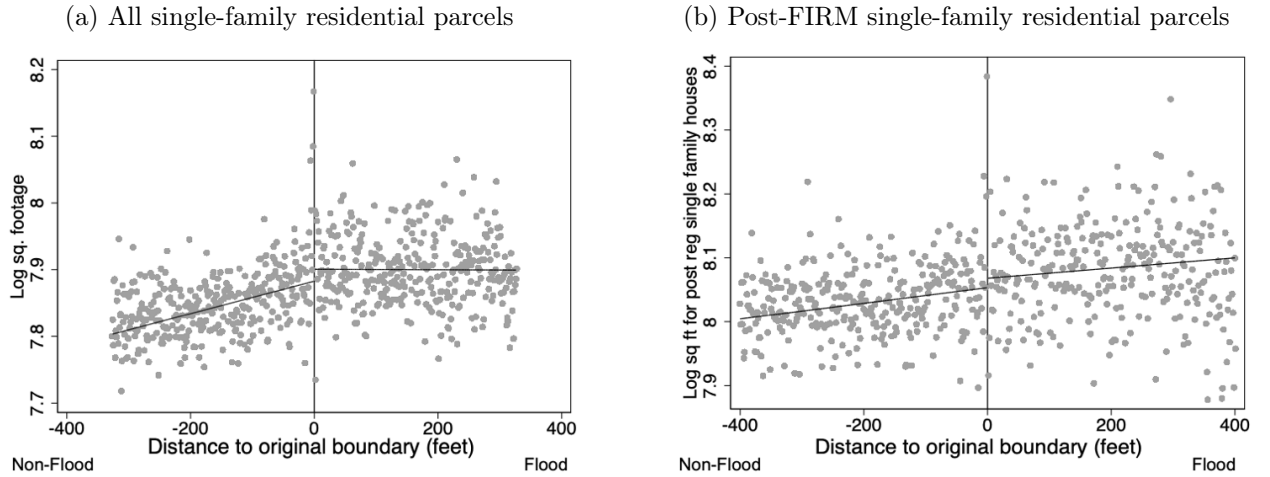 (a) All single-family residential parcels
8.2
8.1
8
7.9
7.8
7.7
Log sq. footage
-400
-200
0
200
400
Distance to original boundary (feet)
Non-Flood
Flood
(b) Post-FIRM single-family residential parcels
8.4
8.3
8.2
8.1
8
7.9
Log sq ft for post reg single family houses
-400
-200
0
200
400
Distance to original boundary (feet)
Non-Flood
Flood